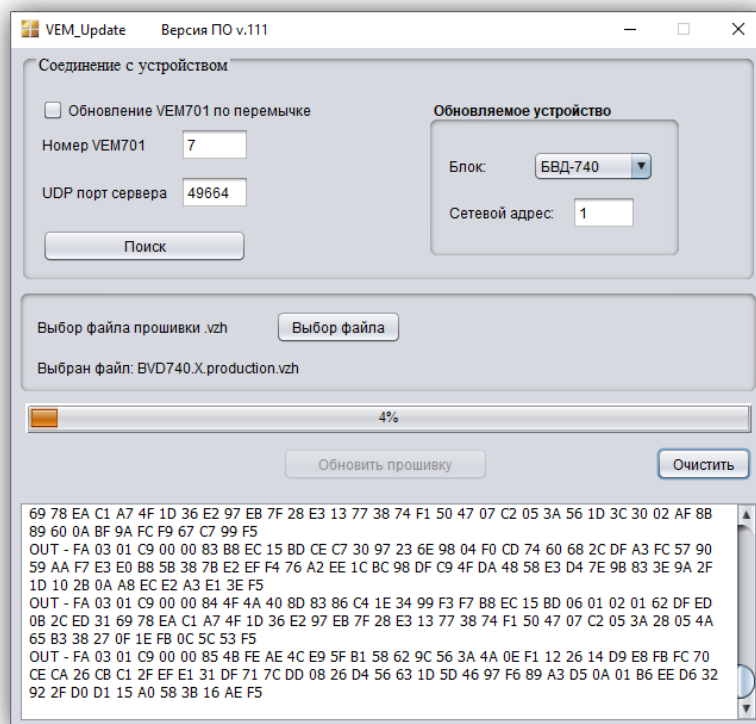 VEM_Update Версия ПО v.111
Соединение с устройством
Обновление VEM701 по перемычке
Обновляемое устройство
Номер VEM701 7
Блок: БВД-740
UDP порт сервера 49664
Сетевой адрес: 1
Поиск
Выбор файла прошивки .vzh Выбор файла
Выбран файл: BVD740.X.production.vzh
4%
Обновить прошивку Очистить
69 78 EA C1 A7 4F 1D 36 E2 97 EB 7F 28 E3 13 77 38 74 F1 50 47 07 C2 05 3A 56 1D 3C 30 02 AF 8B
89 60 0A BF 9A FC F9 67 C7 99 F5
OUT - FA 03 01 C9 00 00 83 B8 EC 15 BD CE C7 30 97 23 6E 98 04 F0 CD 74 60 68 2C DF A3 FC 57 90
59 AA F7 E3 E0 B8 5B 38 7B E2 EF F4 76 A2 EE 1C BC 98 DF C9 4F DA 48 58 E3 D4 7E 9B 83 3E 9A 2F
1D 10 2B 0A A8 EC E2 A3 E1 3E F5
OUT - FA 03 01 C9 00 00 84 4F 4A 40 8D 83 86 C4 1E 34 99 F3 F7 B8 EC 15 BD 06 01 02 01 62 DF ED
0B 2C ED 31 69 78 EA C1 A7 4F 1D 36 E2 97 EB 7F 28 E3 13 77 38 74 F1 50 47 07 C2 05 3A 28 05 4A
65 B3 38 27 0F 1E FB 0C 5C 53 F5
OUT - FA 03 01 C9 00 00 85 4B FE AE 4C E9 5F B1 58 62 9C 56 3A 4A 0E F1 12 26 14 D9 E8 FB FC 70
CE CA 26 CB C1 2F EF E1 31 DF 71 7C DD 08 26 D4 56 63 1D 5D 46 97 F6 89 A3 D5 0A 01 B6 EE D6 32
92 2F D0 D1 15 A0 58 3B 16 AE F5